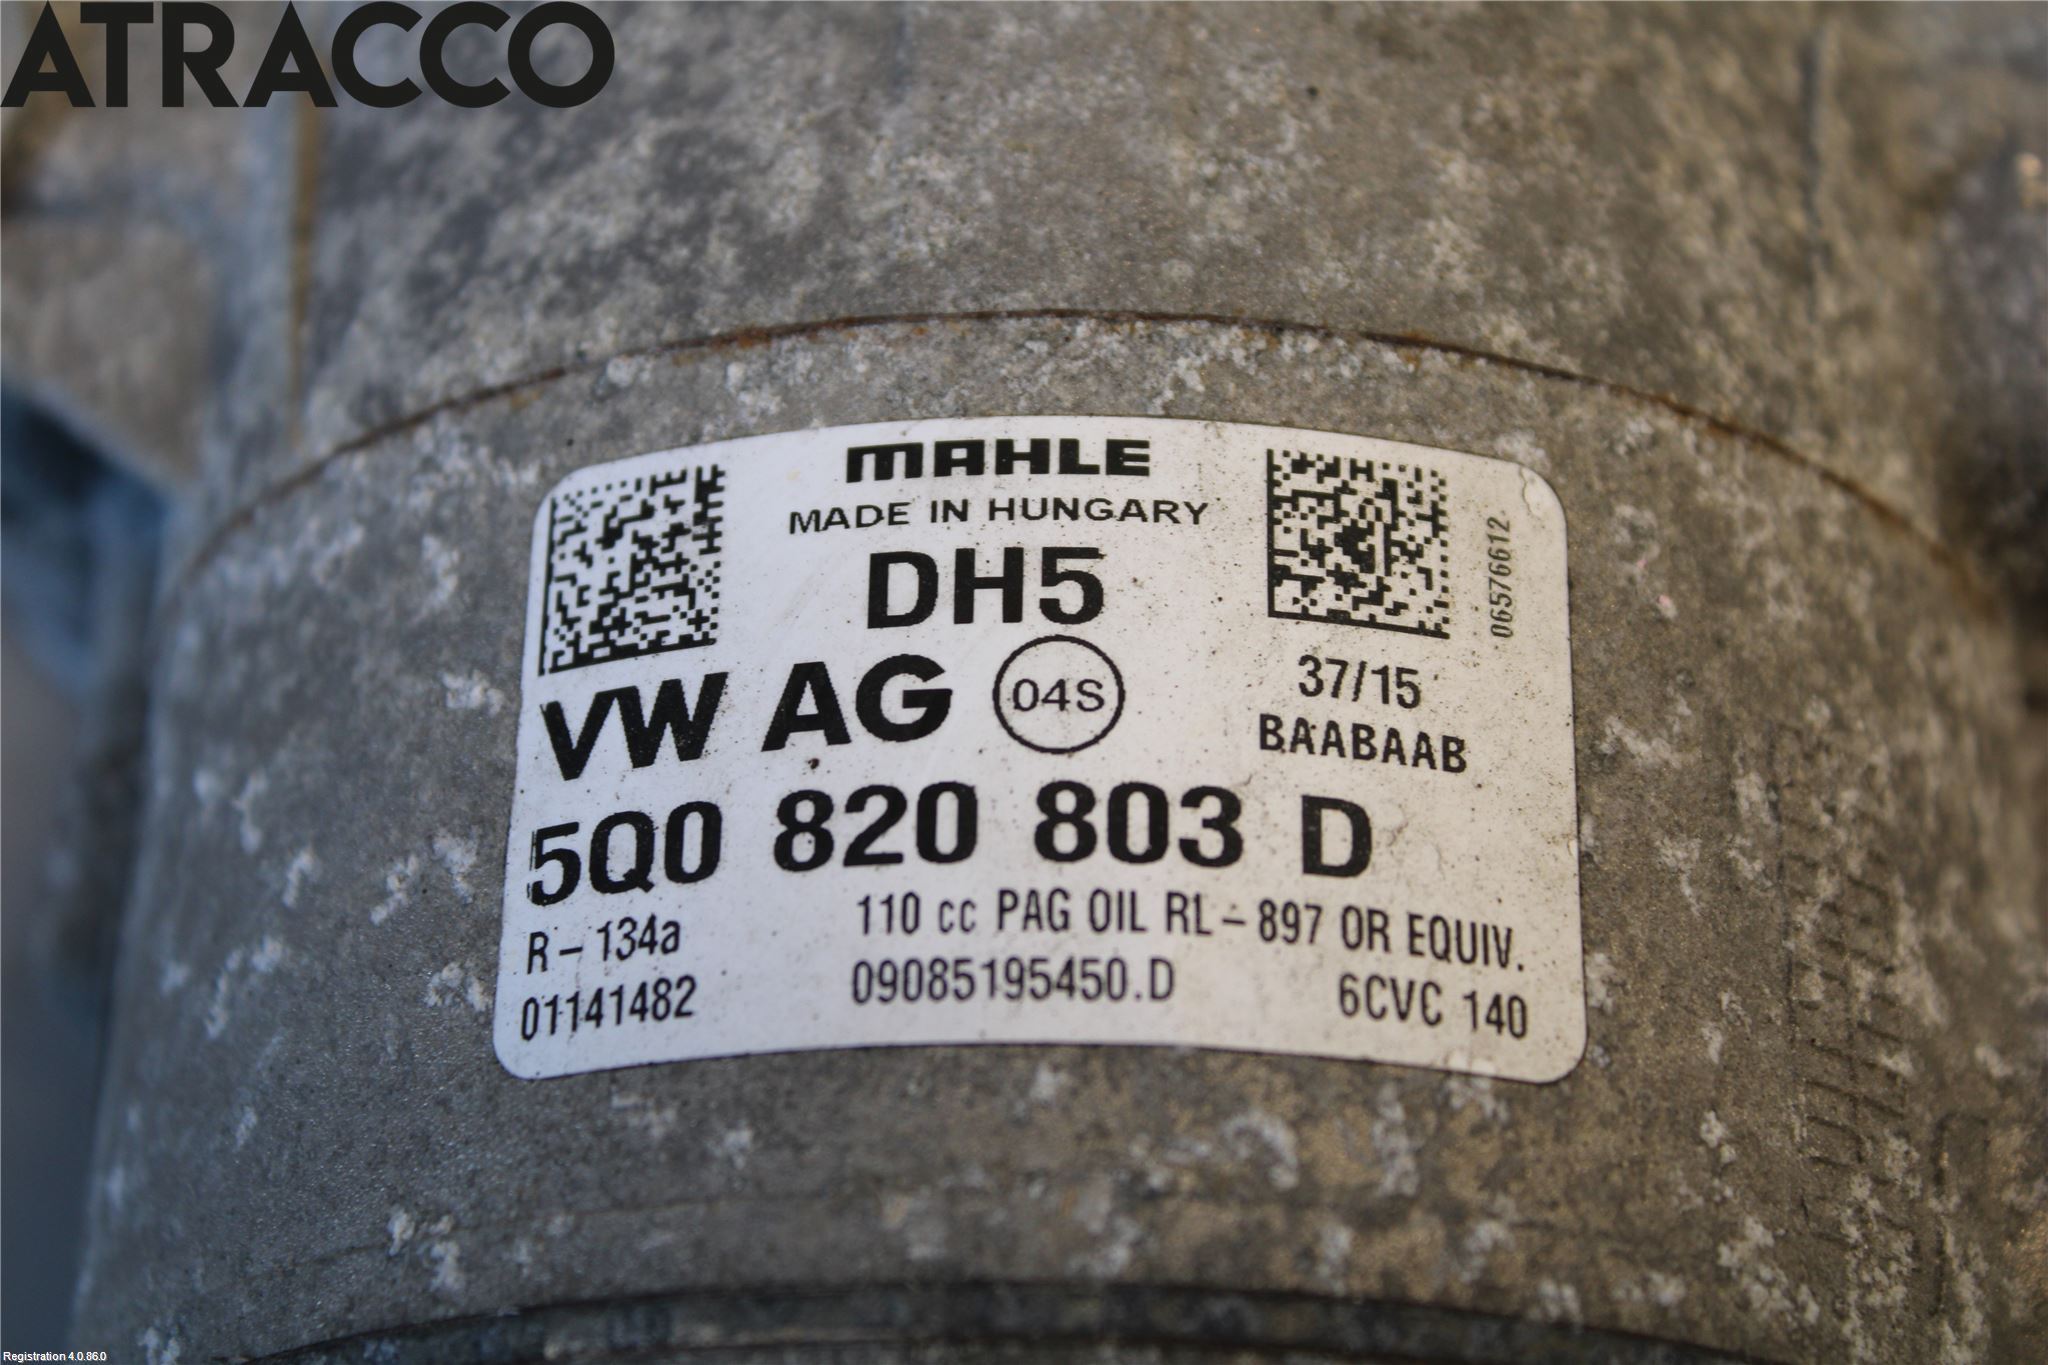 ATRACCO
MAHLE
MADE IN HUNGARY
DH5
06576612
VW AG 04S
37/15
BAABAAB
5Q0 820 803 D
R-134a
110 cc PAG OIL RL-897 OR EQUIV.
01141482
09085195450.D
6CVC 140
Registration 4.0.86.0